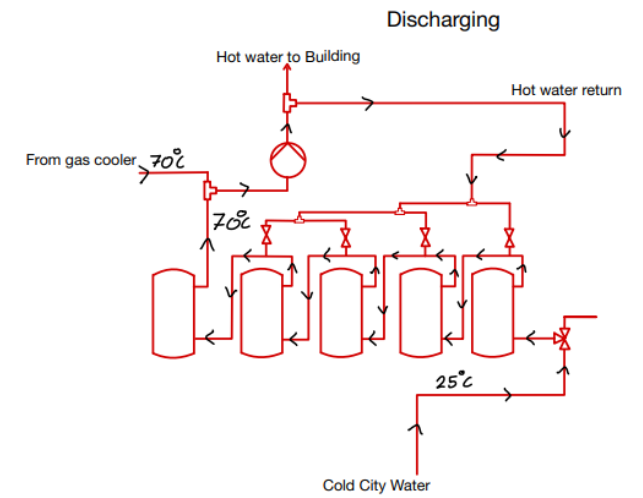 Discharging
Hot water to Building
Hot water return
From gas cooler 70°C
70°C
25°C
Cold City Water